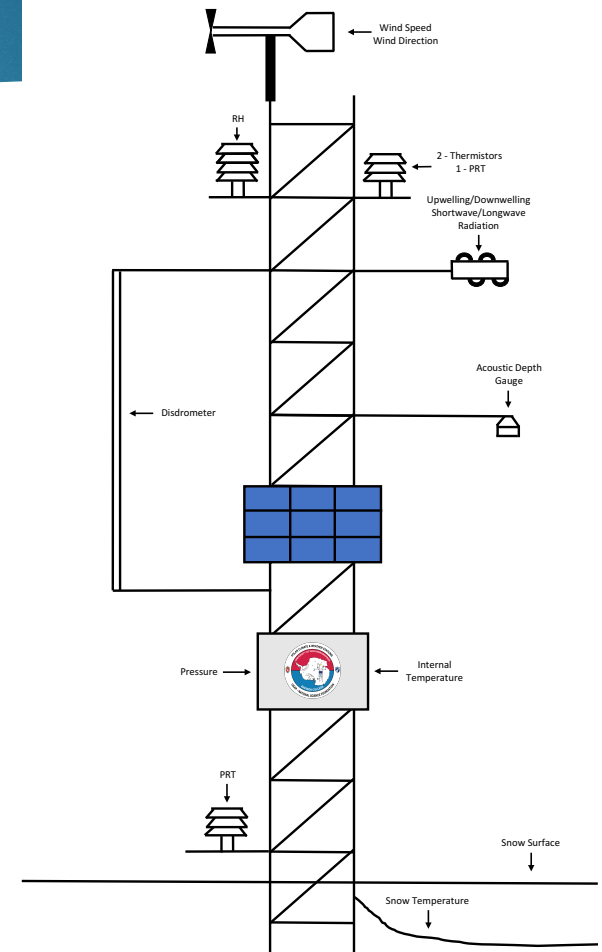 Wind Speed
Wind Direction
RH
2 - Thermistors
1 - PRT
Upwelling/Downwelling
Shortwave/Longwave
Radiation
Acoustic Depth
Gauge
Disdrometer
Pressure
Internal
Temperature
PRT
Snow Surface
Snow Temperature